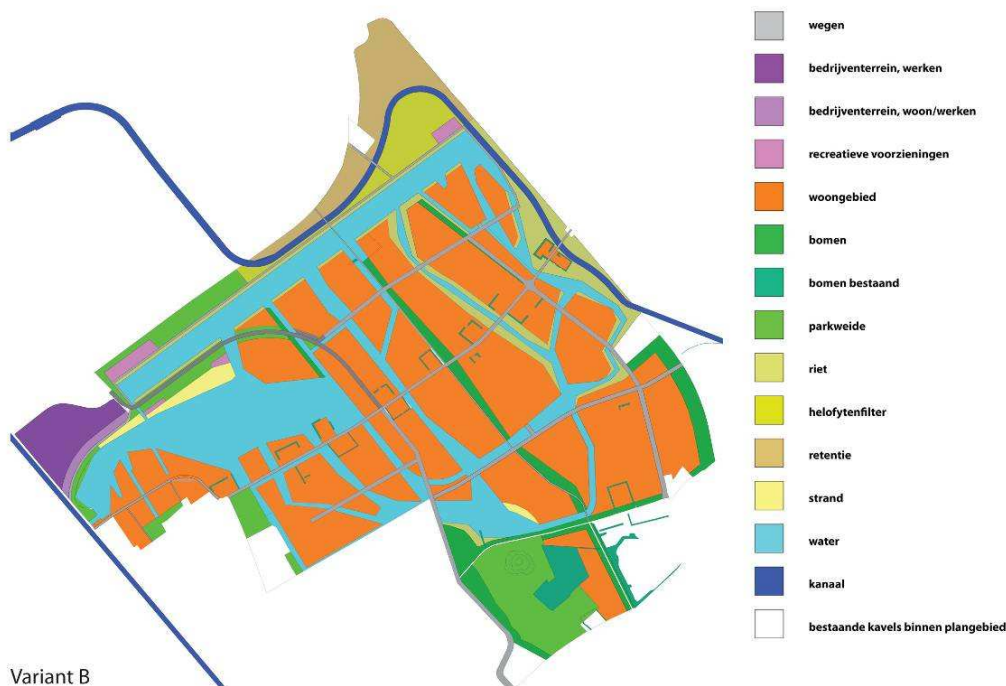 wegen
bedrijventerrein, werken
bedrijventerrein, woon/werken
recreatieve voorzieningen
woongebied
bomen
bomen bestaand
parkweide
riet
helofytenfilter
retentie
strand
water
kanaal
bestaande kavels binnen plangebied
Variant B